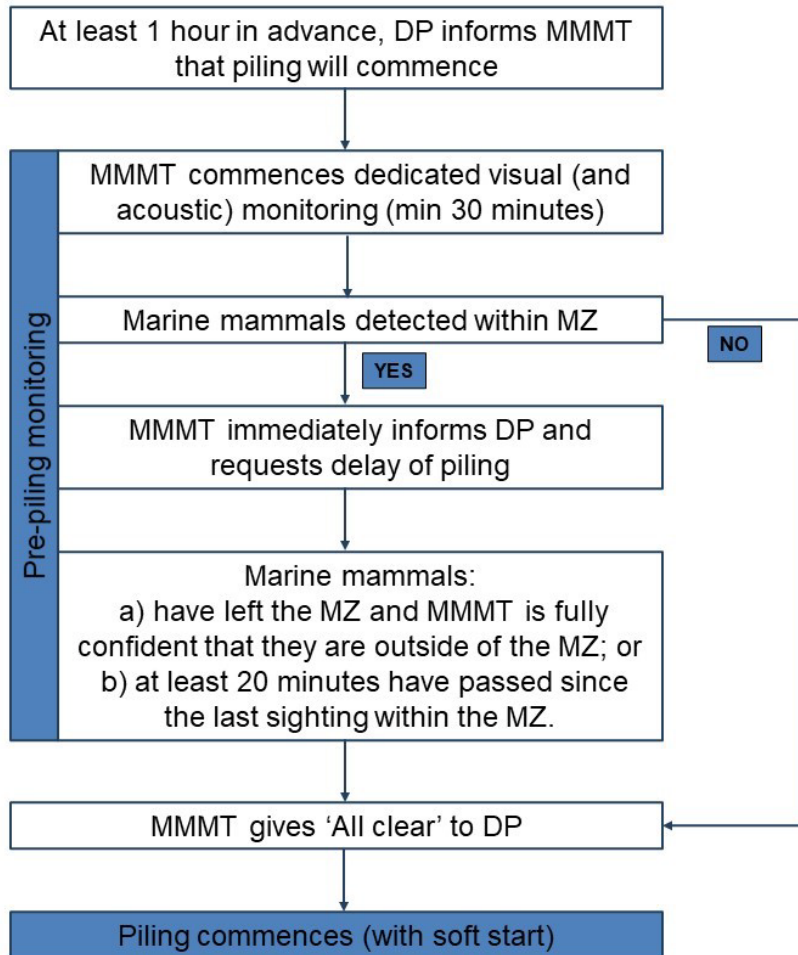 At least 1 hour in advance, DP informs MMMT
that piling will commence
Pre-piling monitoring
MMMT commences dedicated visual (and
acoustic) monitoring (min 30 minutes)
Marine mammals detected within MZ
NO
YES
MMMT immediately informs DP and
requests delay of piling
Marine mammals:
a) have left the MZ and MMMT is fully
confident that they are outside of the MZ; or
b) at least 20 minutes have passed since
the last sighting within the MZ.
MMMT gives ‘All clear’ to DP
Piling commences (with soft start)